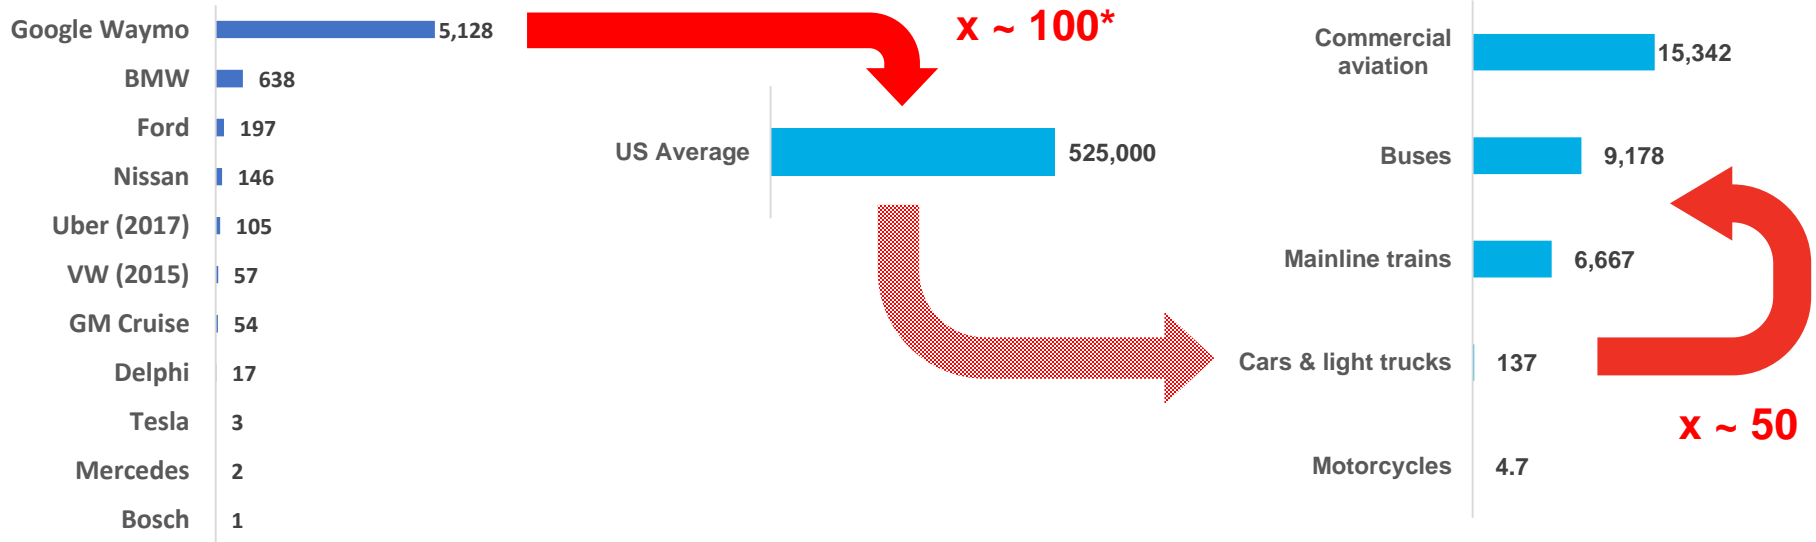 Google Waymo 5,128
BMW 638
Ford 197
Nissan 146
Uber (2017) 105
VW (2015) 57
GM Cruise 54
Delphi 17
Tesla 3
Mercedes 2
Bosch 1
x ~ 100*
US Average 525,000
Commercial
aviation
15,342
Buses 9,178
Mainline trains 6,667
Cars & light trucks 137
Motorcycles 4.7
x ~ 50